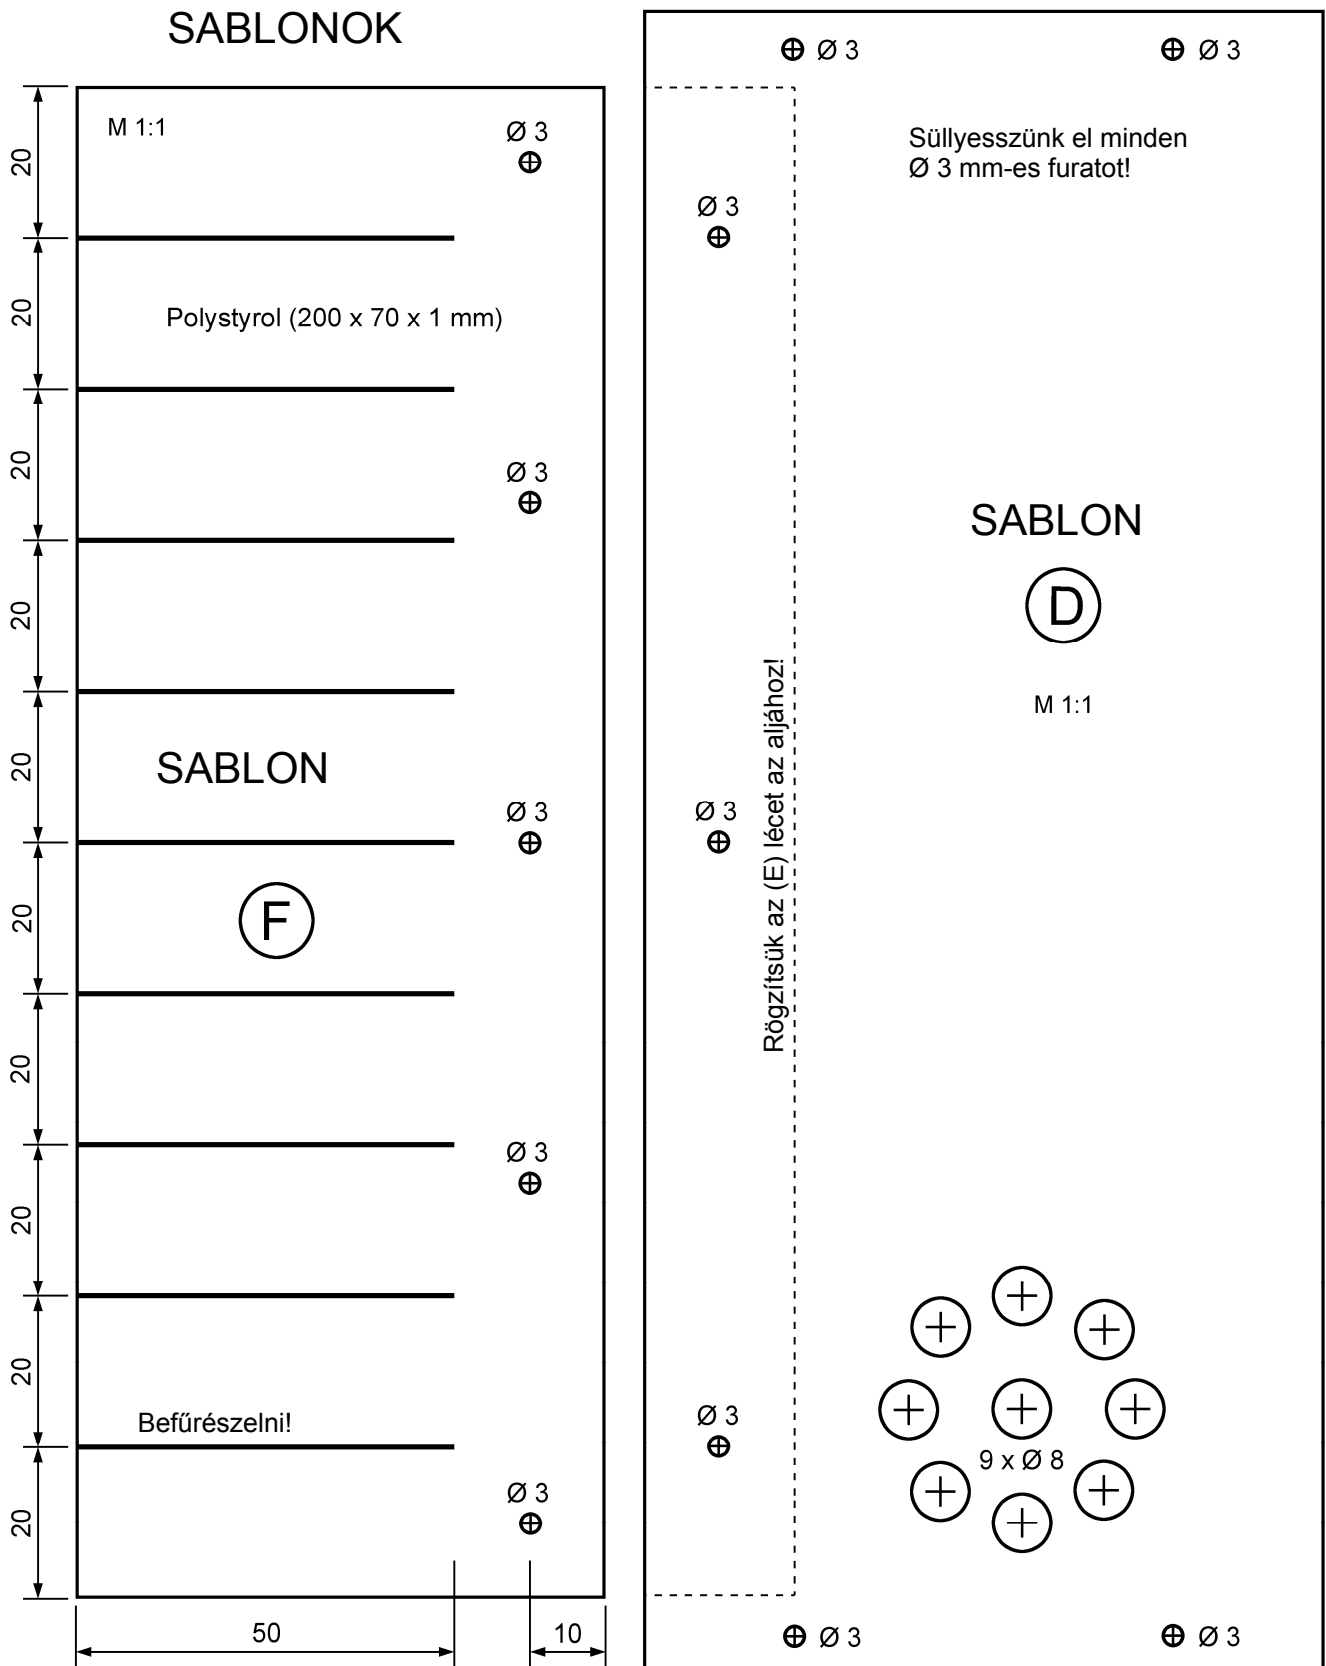 SABLONOK
M 1:1
Ø 3
20
20
Polystyrol (200 x 70 x 1 mm)
20
Ø 3
20
20
SABLON
Ø 3
20
F
20
Ø 3
20
20
Befűrészelni!
Ø 3
20
50
10
Ø 3
Ø 3
Süllyesszünk el minden
Ø 3 mm-es furatot!
Ø 3
SABLON
D
M 1:1
Rögzítsük az (E) lécet az aljához!
Ø 3
Ø 3
9 x Ø 8
Ø 3
Ø 3